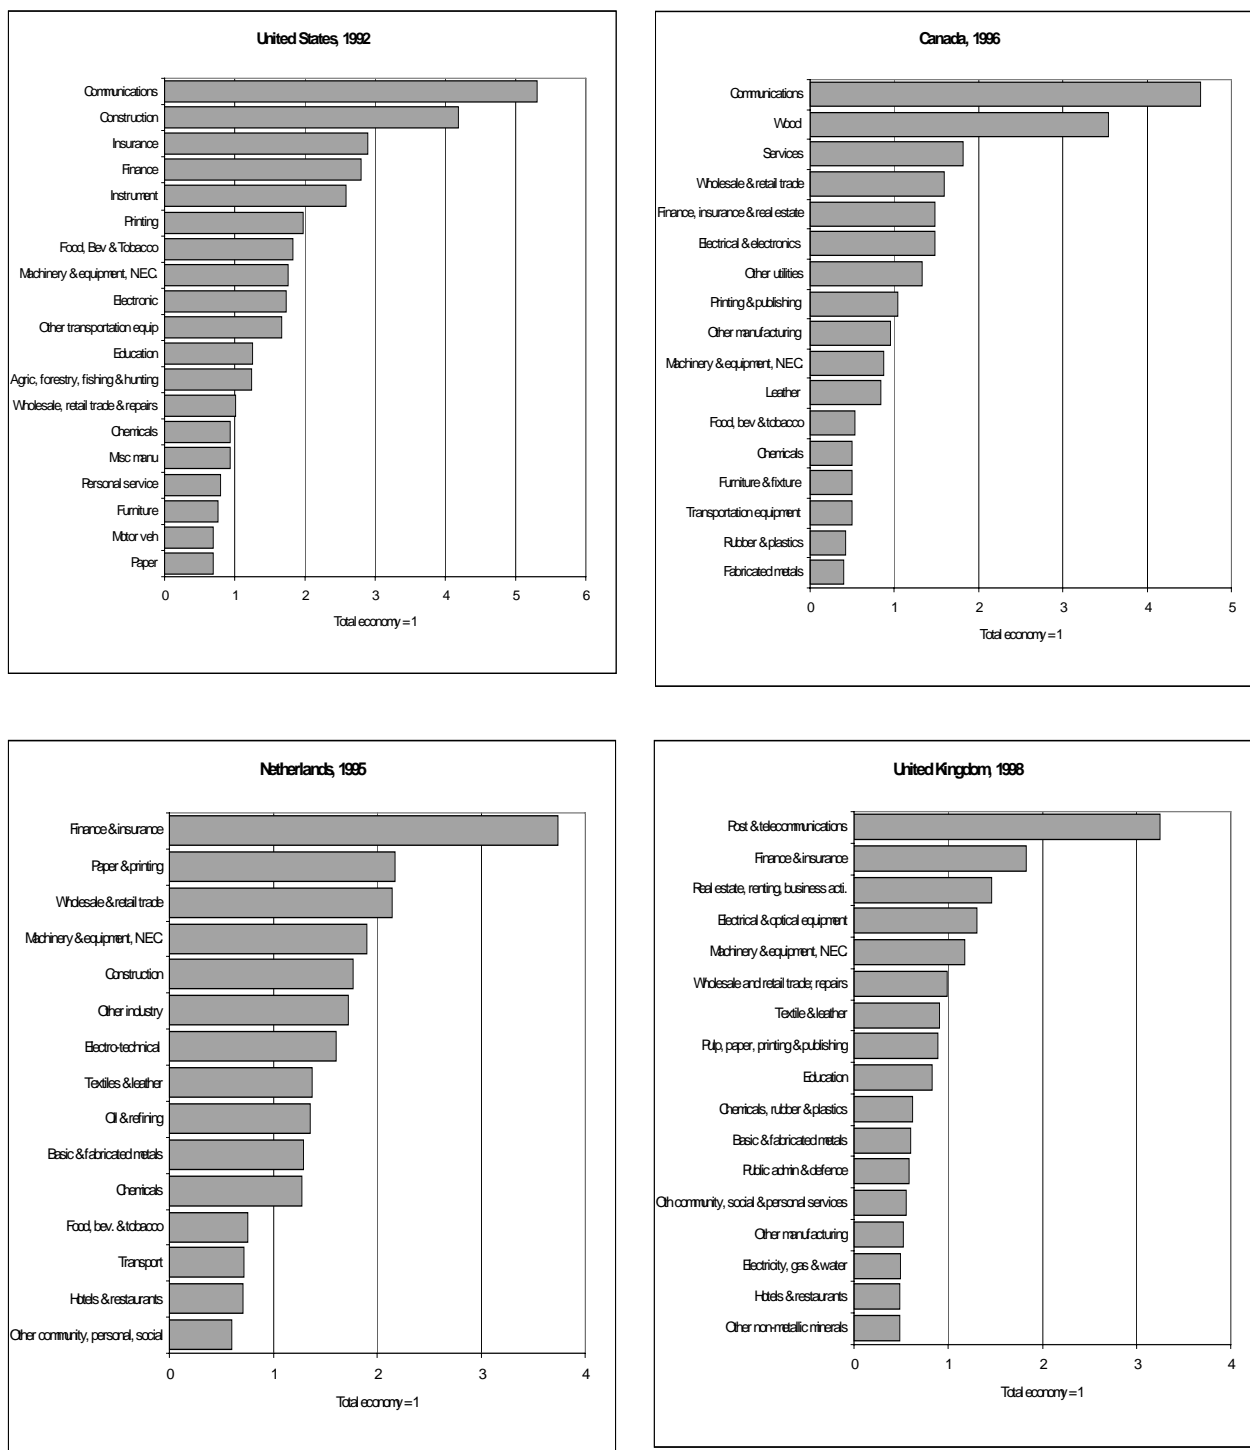 United States, 1992
Communications
Construction
Insurance
Finance
Instrument
Printing
Food, Bev & Tobacco
Machinery & equipment, NEC.
Electronic
Other transportation equip
Education
Agric, forestry, fishing & hunting
Wholesale, retail trade & repairs
Chemicals
Misc manu
Personal service
Furniture
Motor veh
Paper
0 1 2 3 4 5 6
Total economy = 1
Canada, 1996
Communications
Wood
Services
Wholesale & retail trade
Finance, insurance & real estate
Electrical & electronics
Other utilities
Printing & publishing
Other manufacturing
Machinery & equipment, NEC.
Leather
Food, bev & tobacco
Chemicals
Furniture & fixture
Transportation equipment
Rubber & plastics
Fabricated metals
0 1 2 3 4 5
Total economy = 1
Netherlands, 1995
Finance & insurance
Paper & printing
Wholesale & retail trade
Machinery & equipment, NEC.
Construction
Other industry
Electro-technical
Textiles & leather
Oil & refining
Basic & fabricated metals
Chemicals
Food, bev. & tobacco
Transport
Hotels & restaurants
Other community, personal, social
0 1 2 3 4
Total economy = 1
United Kingdom, 1998
Post & telecommunications
Finance & insurance
Real estate, renting, business acti.
Electrical & optical equipment
Machinery & equipment, NEC.
Wholesale and retail trade; repairs
Textile & leather
Pulp, paper, printing & publishing
Education
Chemicals, rubber & plastics
Basic & fabricated metals
Public admin & defence
Oth community, social & personal services
Other manufacturing
Electricity, gas & water
Hotels & restaurants
Other non-metallic minerals
0 1 2 3 4
Total economy = 1